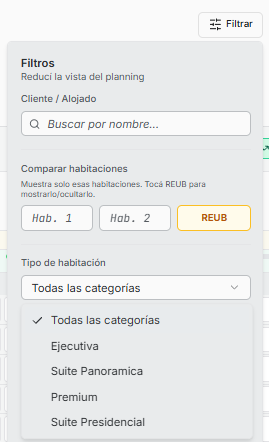 Filtrar
Filtros
Reducí la vista del planning
Cliente / Alojado
Buscar por nombre...
Comparar habitaciones
Muestra solo esas habitaciones. Tocá REUB para
mostrarlo/ocultarlo.
Hab. 1 Hab. 2 REUB
Tipo de habitación
Todas las categorías
Todas las categorías
Ejecutiva
Suite Panoramica
Premium
Suite Presidencial